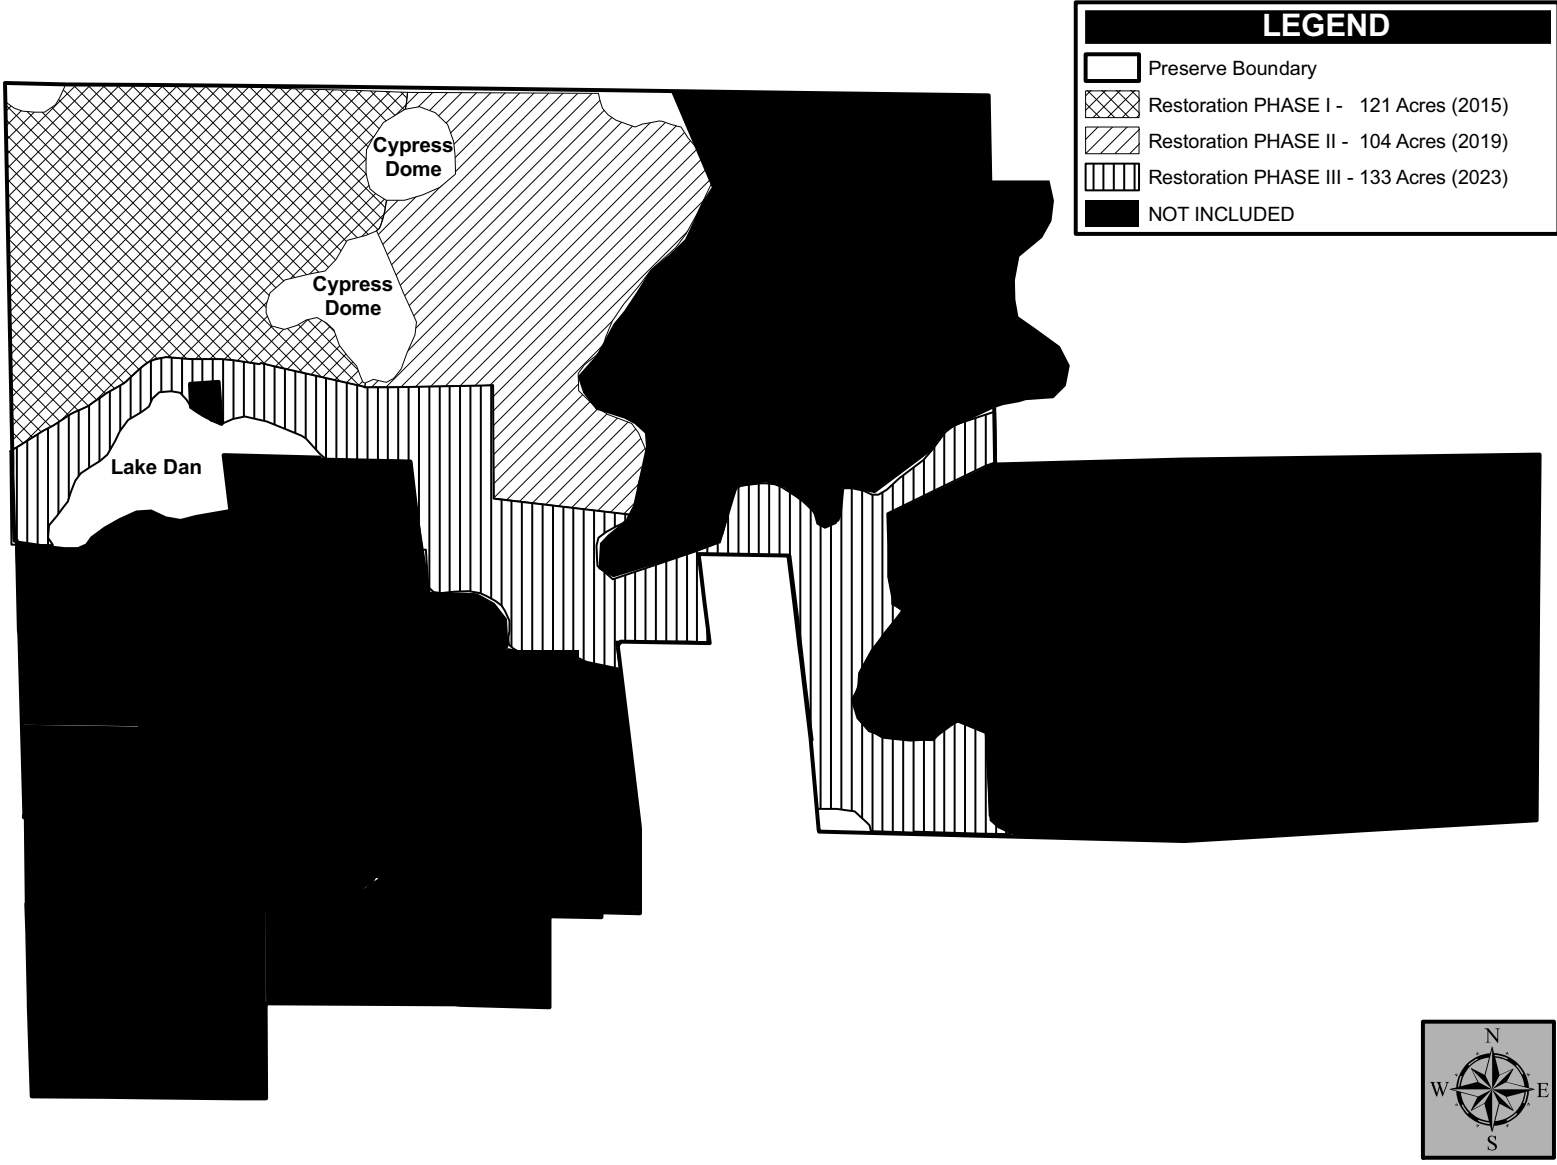 LEGEND
Preserve Boundary
Restoration PHASE I - 121 Acres (2015)
Restoration PHASE II - 104 Acres (2019)
Restoration PHASE III - 133 Acres (2023)
NOT INCLUDED
Cypress
Dome
Cypress
Dome
Lake Dan
N
W E
S